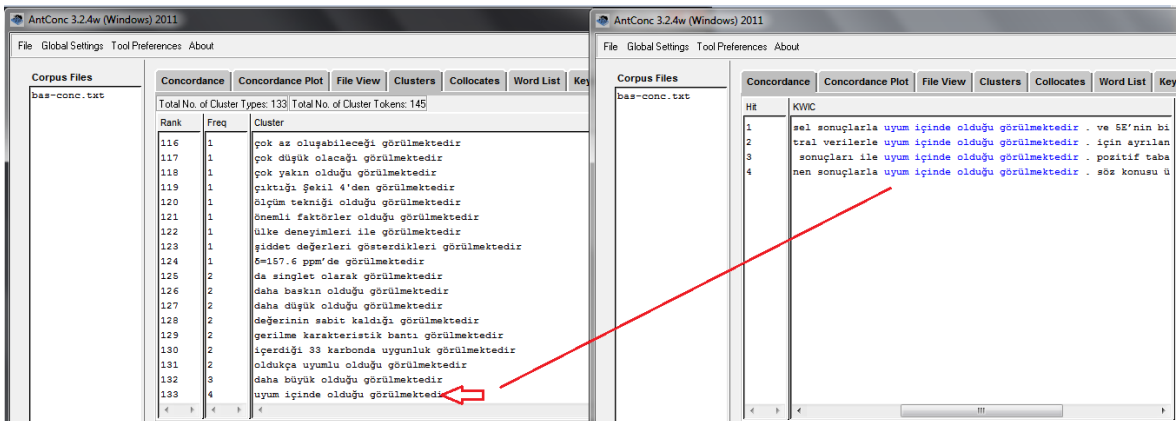 AntConc 3.2.4w (Windows) 2011
File Global Settings Tool Preferences About
Corpus Files
bas-conc.txt
Concordance Concordance Plot File View Clusters Collocates Word List Key
Total No. of Cluster Types: 133 Total No. of Cluster Tokens: 145
Rank Freq Cluster
116 1 çok az oluşabileceği görülmektedir
117 1 çok düşük olacağı görülmektedir
118 1 çok yakın olduğu görülmektedir
119 1 çıktığı Şekil 4'den görülmektedir
120 1 ölçüm tekniği olduğu görülmektedir
121 1 önemli faktörler olduğu görülmektedir
122 1 ülke deneyimleri ile görülmektedir
123 1 şiddet değerleri gösterdikleri görülmektedir
124 1 δ=157.6 ppm’de görülmektedir
125 2 da singlet olarak görülmektedir
126 2 daha baskın olduğu görülmektedir
127 2 daha düşük olduğu görülmektedir
128 2 değerinin sabit kaldığı görülmektedir
129 2 gerilme karakteristik bantı görülmektedir
130 2 içerdiği 33 karbonda uygunluk görülmektedir
131 2 oldukça uyumlu olduğu görülmektedir
132 3 daha büyük olduğu görülmektedir
133 4 uyum içinde olduğu görülmektedir
AntConc 3.2.4w (Windows) 2011
File Global Settings Tool Preferences About
Corpus Files
bas-conc.txt
Concordance Concordance Plot File View Clusters Collocates Word List Key
Hit KWIC
1 sel sonuçlarla uyum içinde olduğu görülmektedir . ve 5E’nin bi
2 tral verilerle uyum içinde olduğu görülmektedir . için ayrılan
3 sonuçları ile uyum içinde olduğu görülmektedir . pozitif taba
4 nen sonuçlarla uyum içinde olduğu görülmektedir . söz konusu ü